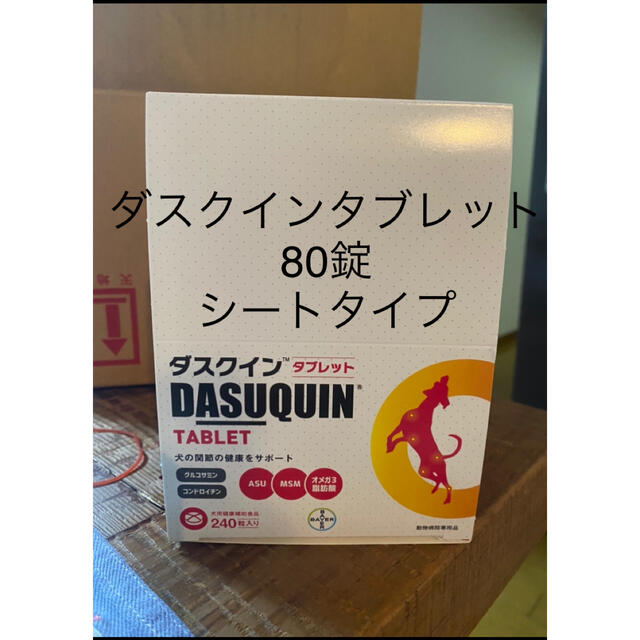 ダスクインタブレット
80錠
シートタイプ
天地
ダスクイン™ タブレット
DASUQUIN®
TABLET
犬の関節の健康をサポート
グルコサミン
コンドロイチン
ASU
MSM
オメガ3
脂肪酸
犬用健康補助食品
240粒入り
BAYER
BAYER
動物病院専用品